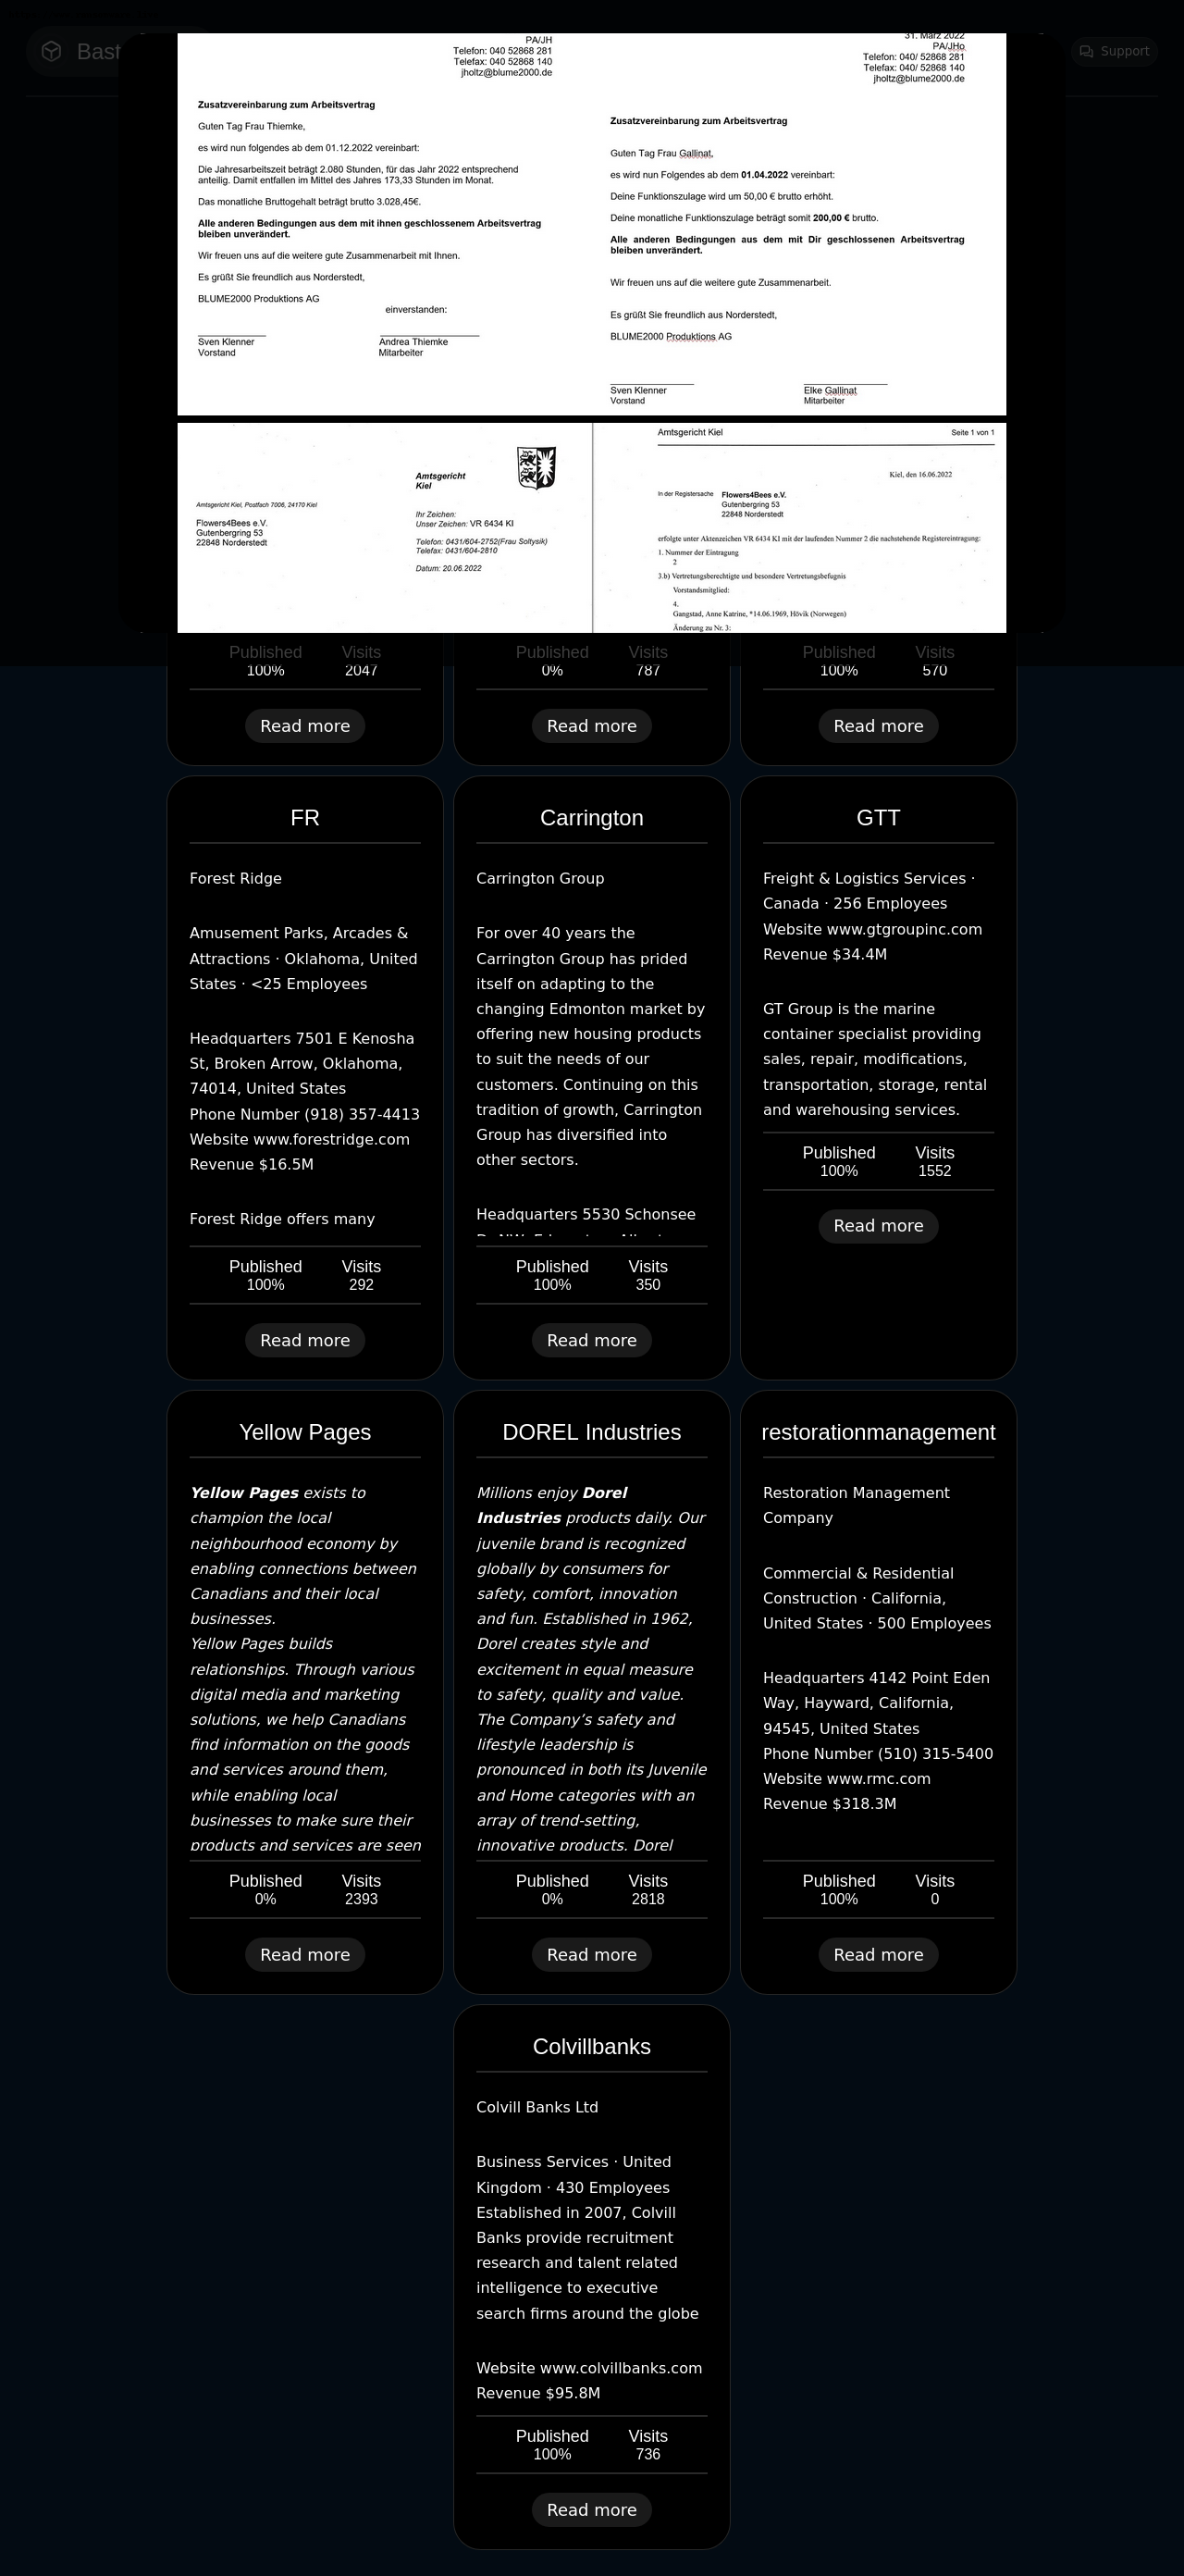 Bast
Support
PA/JH
Telefon: 040 52868 281
Telefax: 040 52868 140
jholtz@blume2000.de
Zusatzvereinbarung zum Arbeitsvertrag
Guten Tag Frau Thiemke,
es wird nun folgendes ab dem 01.12.2022 vereinbart:
Die Jahresarbeitszeit beträgt 2.080 Stunden, für das Jahr 2022 entsprechend
anteilig. Damit entfallen im Mittel des Jahres 173,33 Stunden im Monat.
Das monatliche Bruttogehalt beträgt brutto 3.028,45€.
Alle anderen Bedingungen aus dem mit ihnen geschlossenem Arbeitsvertrag
bleiben unverändert.
Wir freuen uns auf die weitere gute Zusammenarbeit mit Ihnen.
Es grüßt Sie freundlich aus Norderstedt,
BLUME2000 Produktions AG
einverstanden:
Sven Klenner
Andrea Thiemke
Vorstand
Mitarbeiter
31. März 2022
PA/JHo
Telefon: 040/ 52868 281
Telefax: 040/ 52868 140
jholtz@blume2000.de
Zusatzvereinbarung zum Arbeitsvertrag
Guten Tag Frau Gallinat,
es wird nun Folgendes ab dem 01.04.2022 vereinbart:
Deine Funktionszulage wird um 50,00 € brutto erhöht.
Deine monatliche Funktionszulage beträgt somit 200,00 € brutto.
Alle anderen Bedingungen aus dem mit Dir geschlossenen Arbeitsvertrag
bleiben unverändert.
Wir freuen uns auf die weitere gute Zusammenarbeit.
Es grüßt Sie freundlich aus Norderstedt,
BLUME2000 Produktions AG
Sven Klenner
Elke Gallinat
Vorstand
Mitarbeiter
Amtsgericht
Kiel
Amtsgericht Kiel, Postfach 7006, 24170 Kiel
Flowers4Bees e.V.
Gutenbergring 53
22848 Norderstedt
Ihr Zeichen:
Unser Zeichen: VR 6434 KI
Telefon: 0431/604-2752(Frau Soltysik)
Telefax: 0431/604-2810
Datum: 20.06.2022
Amtsgericht Kiel
Seite 1 von 1
Kiel, den 16.06.2022
In der Registersache Flowers4Bees e.V.
Gutenbergring 53
22848 Norderstedt
erfolgte unter Aktenzeichen VR 6434 KI mit der laufenden Nummer 2 die nachstehende Registereintragung:
1. Nummer der Eintragung
2
3.b) Vertretungsberechtigte und besondere Vertretungsbefugnis
Vorstandsmitglied:
4.
Gangstad, Anne Katrine, *14.06.1969, Hövik (Norwegen)
Änderung zu Nr. 3:
Published Visits
100% 2047
Read more
Published Visits
0% 787
Read more
Published Visits
100% 570
Read more
FR
Forest Ridge
Amusement Parks, Arcades &
Attractions · Oklahoma, United
States · <25 Employees
Headquarters 7501 E Kenosha
St, Broken Arrow, Oklahoma,
74014, United States
Phone Number (918) 357-4413
Website www.forestridge.com
Revenue $16.5M
Forest Ridge offers many
Published Visits
100% 292
Read more
Carrington
Carrington Group
For over 40 years the
Carrington Group has prided
itself on adapting to the
changing Edmonton market by
offering new housing products
to suit the needs of our
customers. Continuing on this
tradition of growth, Carrington
Group has diversified into
other sectors.
Headquarters 5530 Schonsee
Published Visits
100% 350
Read more
GTT
Freight & Logistics Services ·
Canada · 256 Employees
Website www.gtgroupinc.com
Revenue $34.4M
GT Group is the marine
container specialist providing
sales, repair, modifications,
transportation, storage, rental
and warehousing services.
Published Visits
100% 1552
Read more
Yellow Pages
Yellow Pages exists to
champion the local
neighbourhood economy by
enabling connections between
Canadians and their local
businesses.
Yellow Pages builds
relationships. Through various
digital media and marketing
solutions, we help Canadians
find information on the goods
and services around them,
while enabling local
businesses to make sure their
products and services are seen
Published Visits
0% 2393
Read more
DOREL Industries
Millions enjoy Dorel
Industries products daily. Our
juvenile brand is recognized
globally by consumers for
safety, comfort, innovation
and fun. Established in 1962,
Dorel creates style and
excitement in equal measure
to safety, quality and value.
The Company’s safety and
lifestyle leadership is
pronounced in both its Juvenile
and Home categories with an
array of trend-setting,
innovative products. Dorel
Published Visits
0% 2818
Read more
restorationmanagement
Restoration Management
Company
Commercial & Residential
Construction · California,
United States · 500 Employees
Headquarters 4142 Point Eden
Way, Hayward, California,
94545, United States
Phone Number (510) 315-5400
Website www.rmc.com
Revenue $318.3M
Published Visits
100% 0
Read more
Colvillbanks
Colvill Banks Ltd
Business Services · United
Kingdom · 430 Employees
Established in 2007, Colvill
Banks provide recruitment
research and talent related
intelligence to executive
search firms around the globe
Website www.colvillbanks.com
Revenue $95.8M
Published Visits
100% 736
Read more